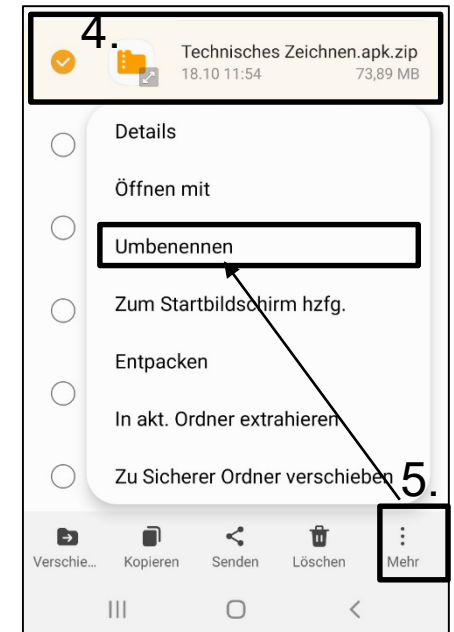 4.
Technisches Zeichnen.apk.zip
18.10 11:54 73,89 MB
Details
Öffnen mit
Umbenennen
Zum Startbildschirm hzfg.
Entpacken
In akt. Ordner extrahieren
Zu Sicherer Ordner verschieben
5.
Verschie... Kopieren Senden Löschen Mehr